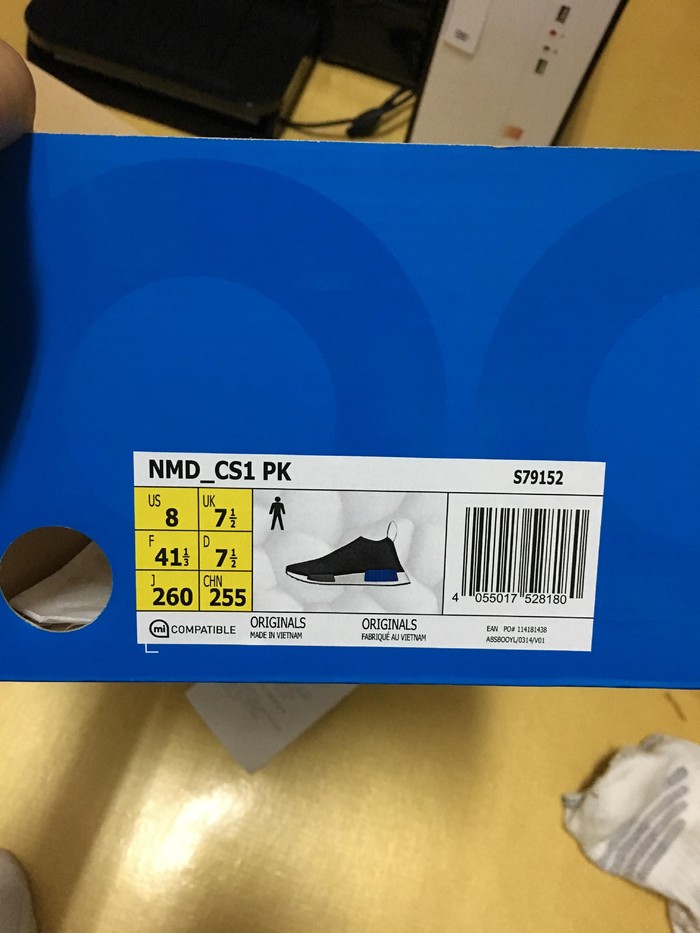 NMD_CS1 PK
S79152
US 8
UK 7½
F 41⅓
D 7½
J 260
CHN 255
4 055017 528180
mi COMPATIBLE
ORIGINALS
MADE IN VIETNAM
ORIGINALS
FABRIQUÉ AU VIETNAM
EAN PO# 114181438
ABSBOOYL/0314/V01